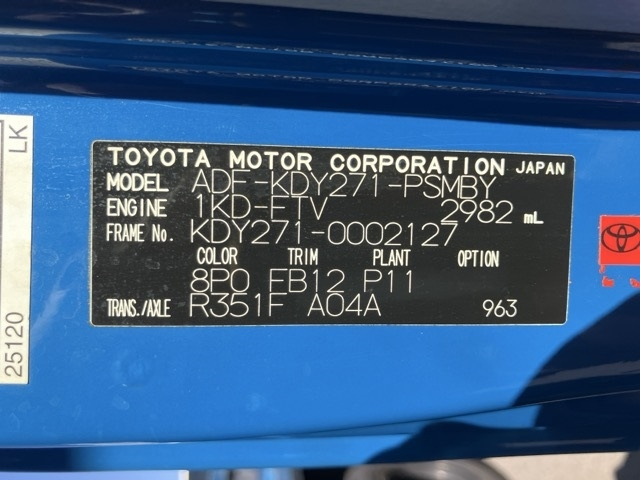 TOYOTA MOTOR CORPORATION JAPAN
MODEL ADF-KDY271-PSMBY
ENGINE 1KD-FTV 2982 mL
FRAME No. KDY271-0002127
COLOR TRIM PLANT OPTION
8P0 FB12 P11
TRANS./AXLE R351F A04A 963
25120 LK